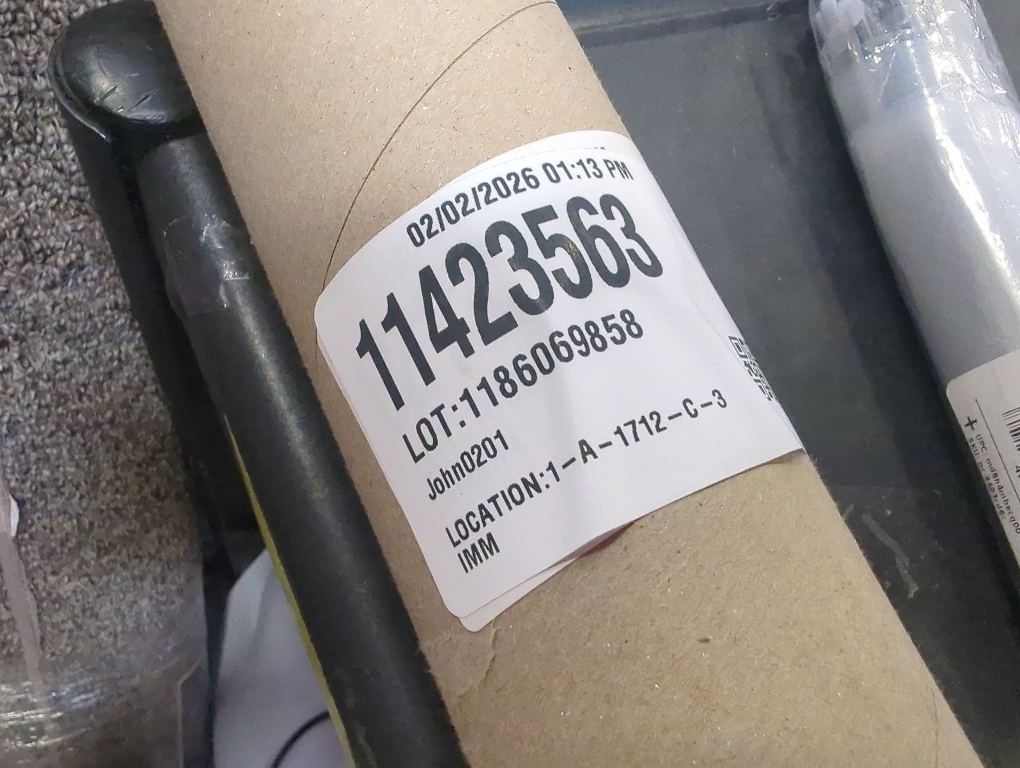 02/02/2026 01:13 PM
11423563
LOT:1186069858
John0201
LOCATION:1-A-1712-C-3
IMM